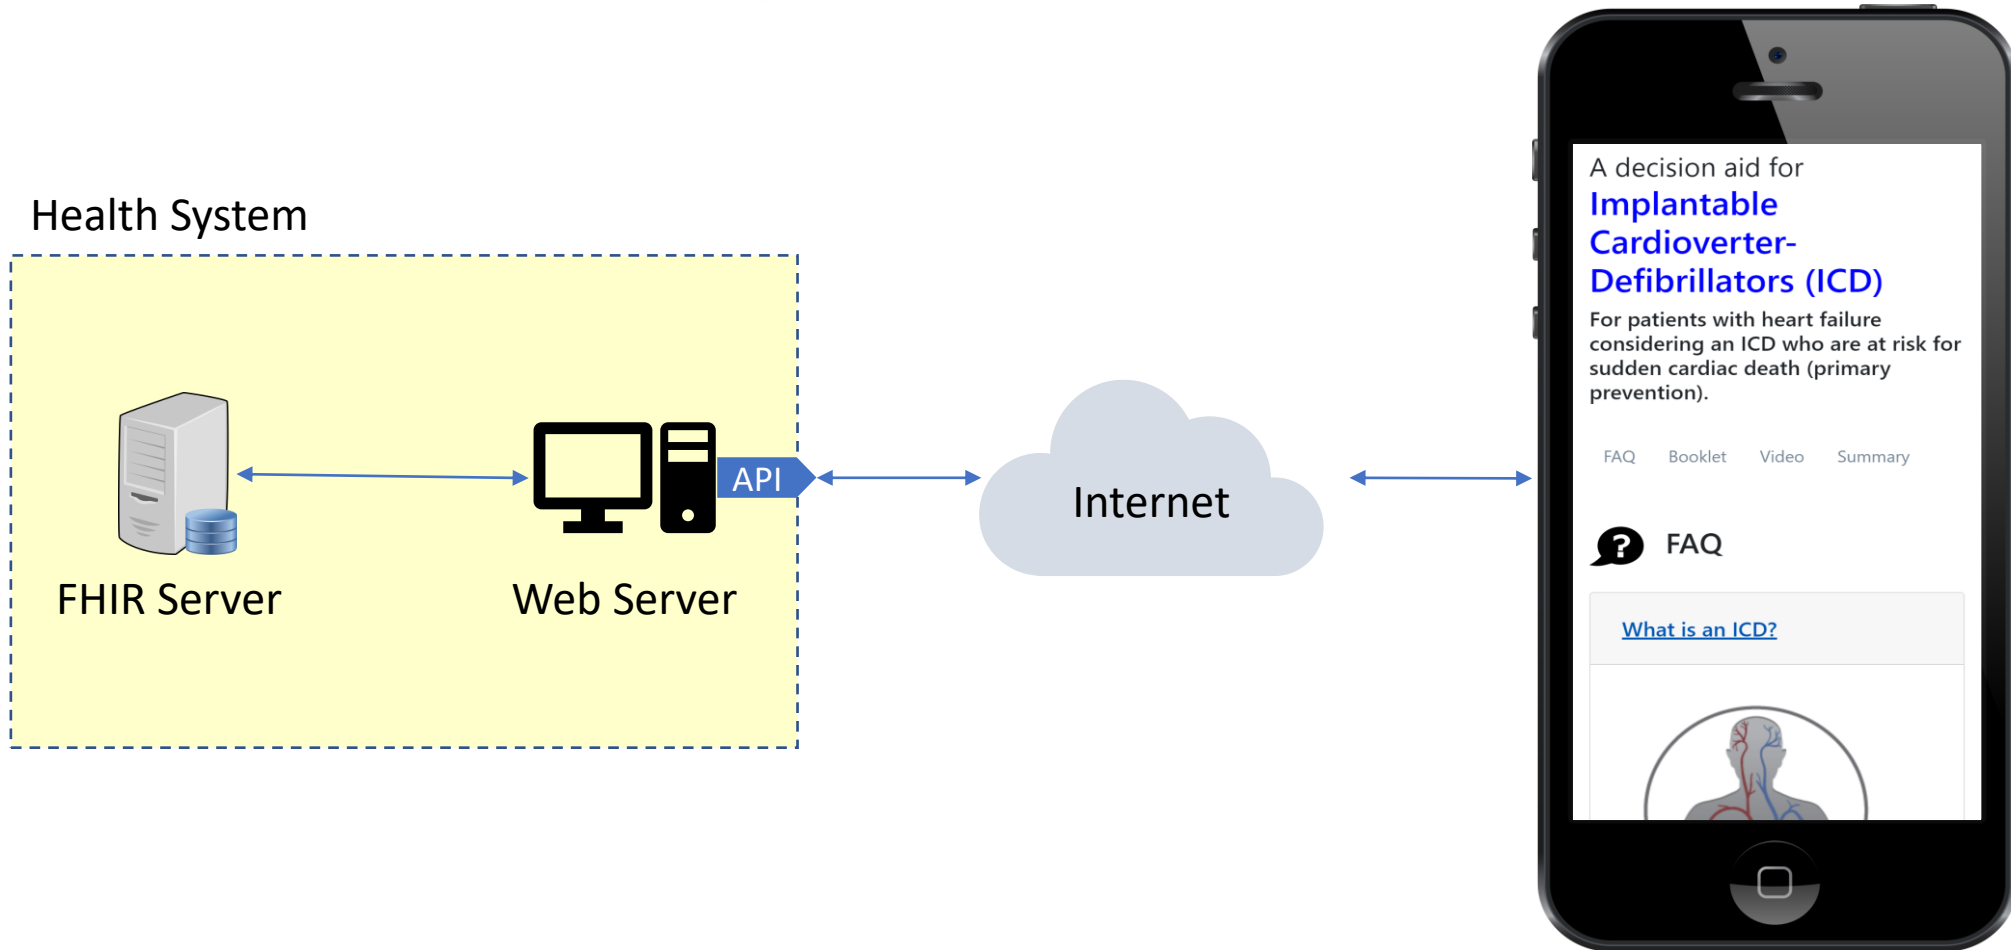 Health System
FHIR Server
Web Server
API
Internet
A decision aid for
Implantable
Cardioverter-
Defibrillators (ICD)
For patients with heart failure
considering an ICD who are at risk for
sudden cardiac death (primary
prevention).
FAQ Booklet Video Summary
? FAQ
What is an ICD?